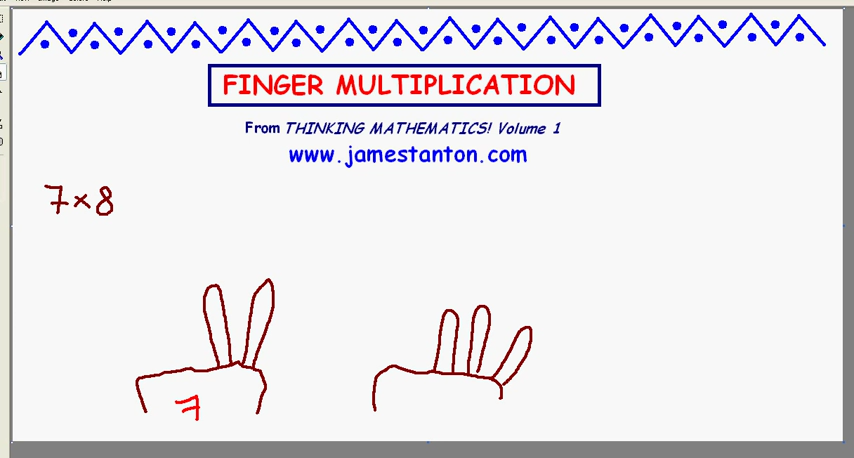 FINGER MULTIPLICATION
From THINKING MATHEMATICS! Volume 1
www.jamestanton.com
7×8
7